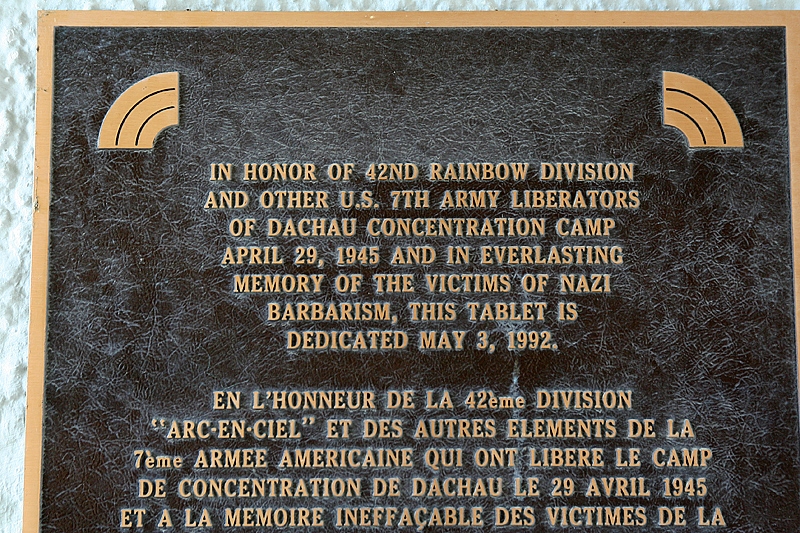 IN HONOR OF 42ND RAINBOW DIVISION
AND OTHER U.S. 7TH ARMY LIBERATORS
OF DACHAU CONCENTRATION CAMP
APRIL 29, 1945 AND IN EVERLASTING
MEMORY OF THE VICTIMS OF NAZI
BARBARISM, THIS TABLET IS
DEDICATED MAY 3, 1992.
EN L'HONNEUR DE LA 42eme DIVISION
"ARC-EN-CIEL" ET DES AUTRES ELEMENTS DE LA
7ème ARMEE AMERICAINE QUI ONT LIBERE LE CAMP
DE CONCENTRATION DE DACHAU LE 29 AVRIL 1945
ET A LA MEMOIRE INEFFAÇABLE DES VICTIMES DE LA